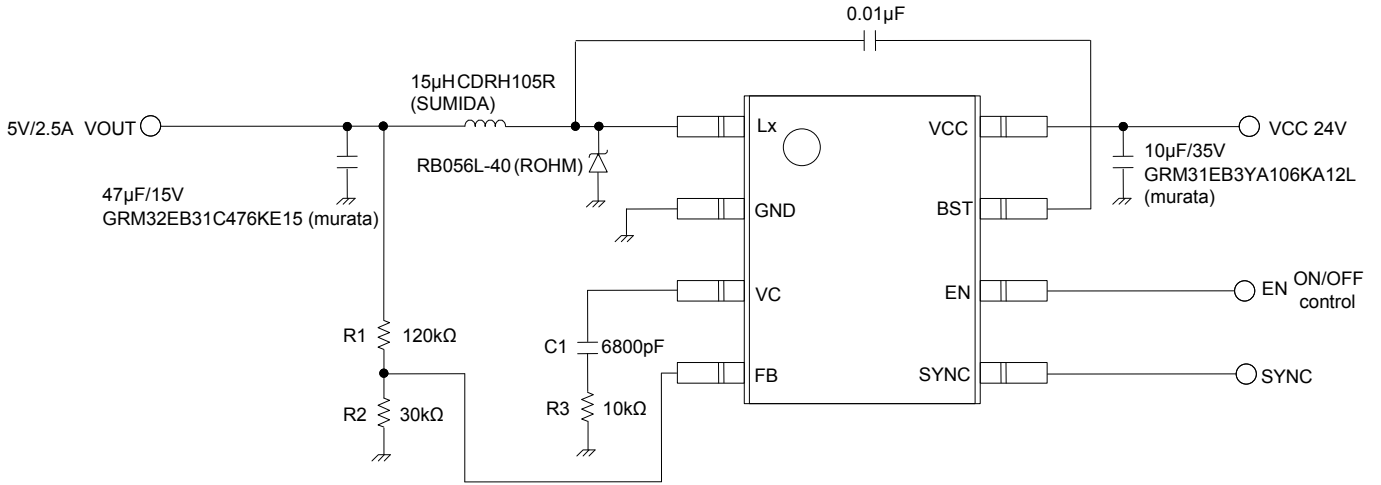 0.01µF
15µH CDRH105R
(SUMIDA)
5V/2.5A VOUT
Lx
VCC
VCC 24V
RB056L-40 (ROHM)
10µF/35V
GRM31EB3YA106KA12L
(murata)
47µF/15V
GRM32EB31C476KE15 (murata)
GND
BST
VC
EN
EN
ON/OFF
control
R1 120kΩ
C1 6800pF
FB
SYNC
SYNC
R2 30kΩ
R3 10kΩ